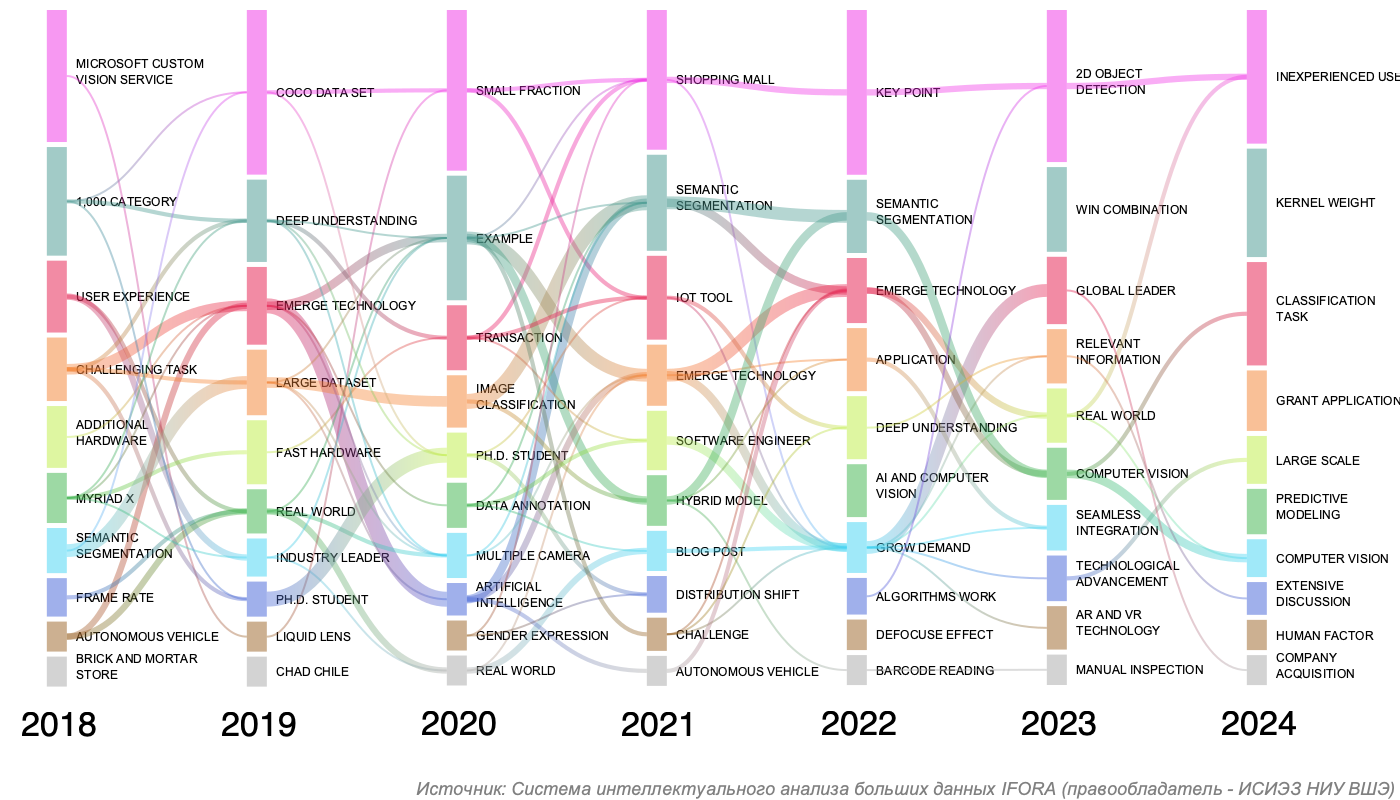 MICROSOFT CUSTOM
VISION SERVICE
1,000 CATEGORY
USER EXPERIENCE
CHALLENGING TASK
ADDITIONAL
HARDWARE
MYRIAD X
SEMANTIC
SEGMENTATION
FRAME RATE
AUTONOMOUS VEHICLE
BRICK AND MORTAR
STORE
COCO DATA SET
DEEP UNDERSTANDING
EMERGE TECHNOLOGY
LARGE DATASET
FAST HARDWARE
REAL WORLD
INDUSTRY LEADER
PH.D. STUDENT
LIQUID LENS
CHAD CHILE
SMALL FRACTION
EXAMPLE
TRANSACTION
IMAGE
CLASSIFICATION
PH.D. STUDENT
DATA ANNOTATION
MULTIPLE CAMERA
ARTIFICIAL
INTELLIGENCE
GENDER EXPRESSION
REAL WORLD
SHOPPING MALL
SEMANTIC
SEGMENTATION
IOT TOOL
EMERGE TECHNOLOGY
SOFTWARE ENGINEER
HYBRID MODEL
BLOG POST
DISTRIBUTION SHIFT
CHALLENGE
AUTONOMOUS VEHICLE
KEY POINT
SEMANTIC
SEGMENTATION
EMERGE TECHNOLOGY
APPLICATION
DEEP UNDERSTANDING
AI AND COMPUTER
VISION
GROW DEMAND
ALGORITHMS WORK
DEFOCUSE EFFECT
BARCODE READING
2D OBJECT
DETECTION
WIN COMBINATION
GLOBAL LEADER
RELEVANT
INFORMATION
REAL WORLD
COMPUTER VISION
SEAMLESS
INTEGRATION
TECHNOLOGICAL
ADVANCEMENT
AR AND VR
TECHNOLOGY
MANUAL INSPECTION
INEXPERIENCED USE
KERNEL WEIGHT
CLASSIFICATION
TASK
GRANT APPLICATION
LARGE SCALE
PREDICTIVE
MODELING
COMPUTER VISION
EXTENSIVE
DISCUSSION
HUMAN FACTOR
COMPANY
ACQUISITION
2018 2019 2020 2021 2022 2023 2024
Источник: Система интеллектуального анализа больших данных IFORA (правообладатель - ИСИЭЗ НИУ ВШЭ)